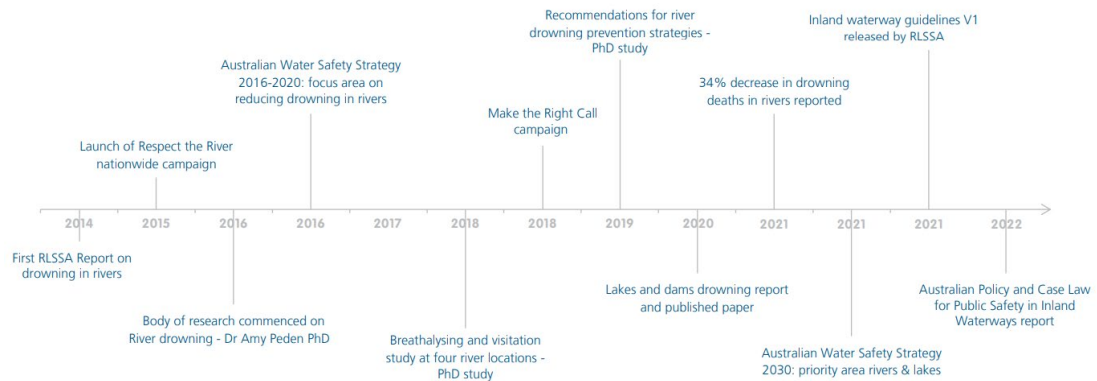 Recommendations for river
drowning prevention strategies -
PhD study
Inland waterway guidelines V1
released by RLSSA
Australian Water Safety Strategy
2016-2020: focus area on
reducing drowning in rivers
34% decrease in drowning
deaths in rivers reported
Make the Right Call
campaign
Launch of Respect the River
nationwide campaign
2014
2015
2016
2016
2017
2018
2018
2019
2020
2021
2021
2021
2022
First RLSSA Report on
drowning in rivers
Body of research commenced on
River drowning - Dr Amy Peden PhD
Breathalysing and visitation
study at four river locations -
PhD study
Lakes and dams drowning report
and published paper
Australian Water Safety Strategy
2030: priority area rivers & lakes
Australian Policy and Case Law
for Public Safety in Inland
Waterways report